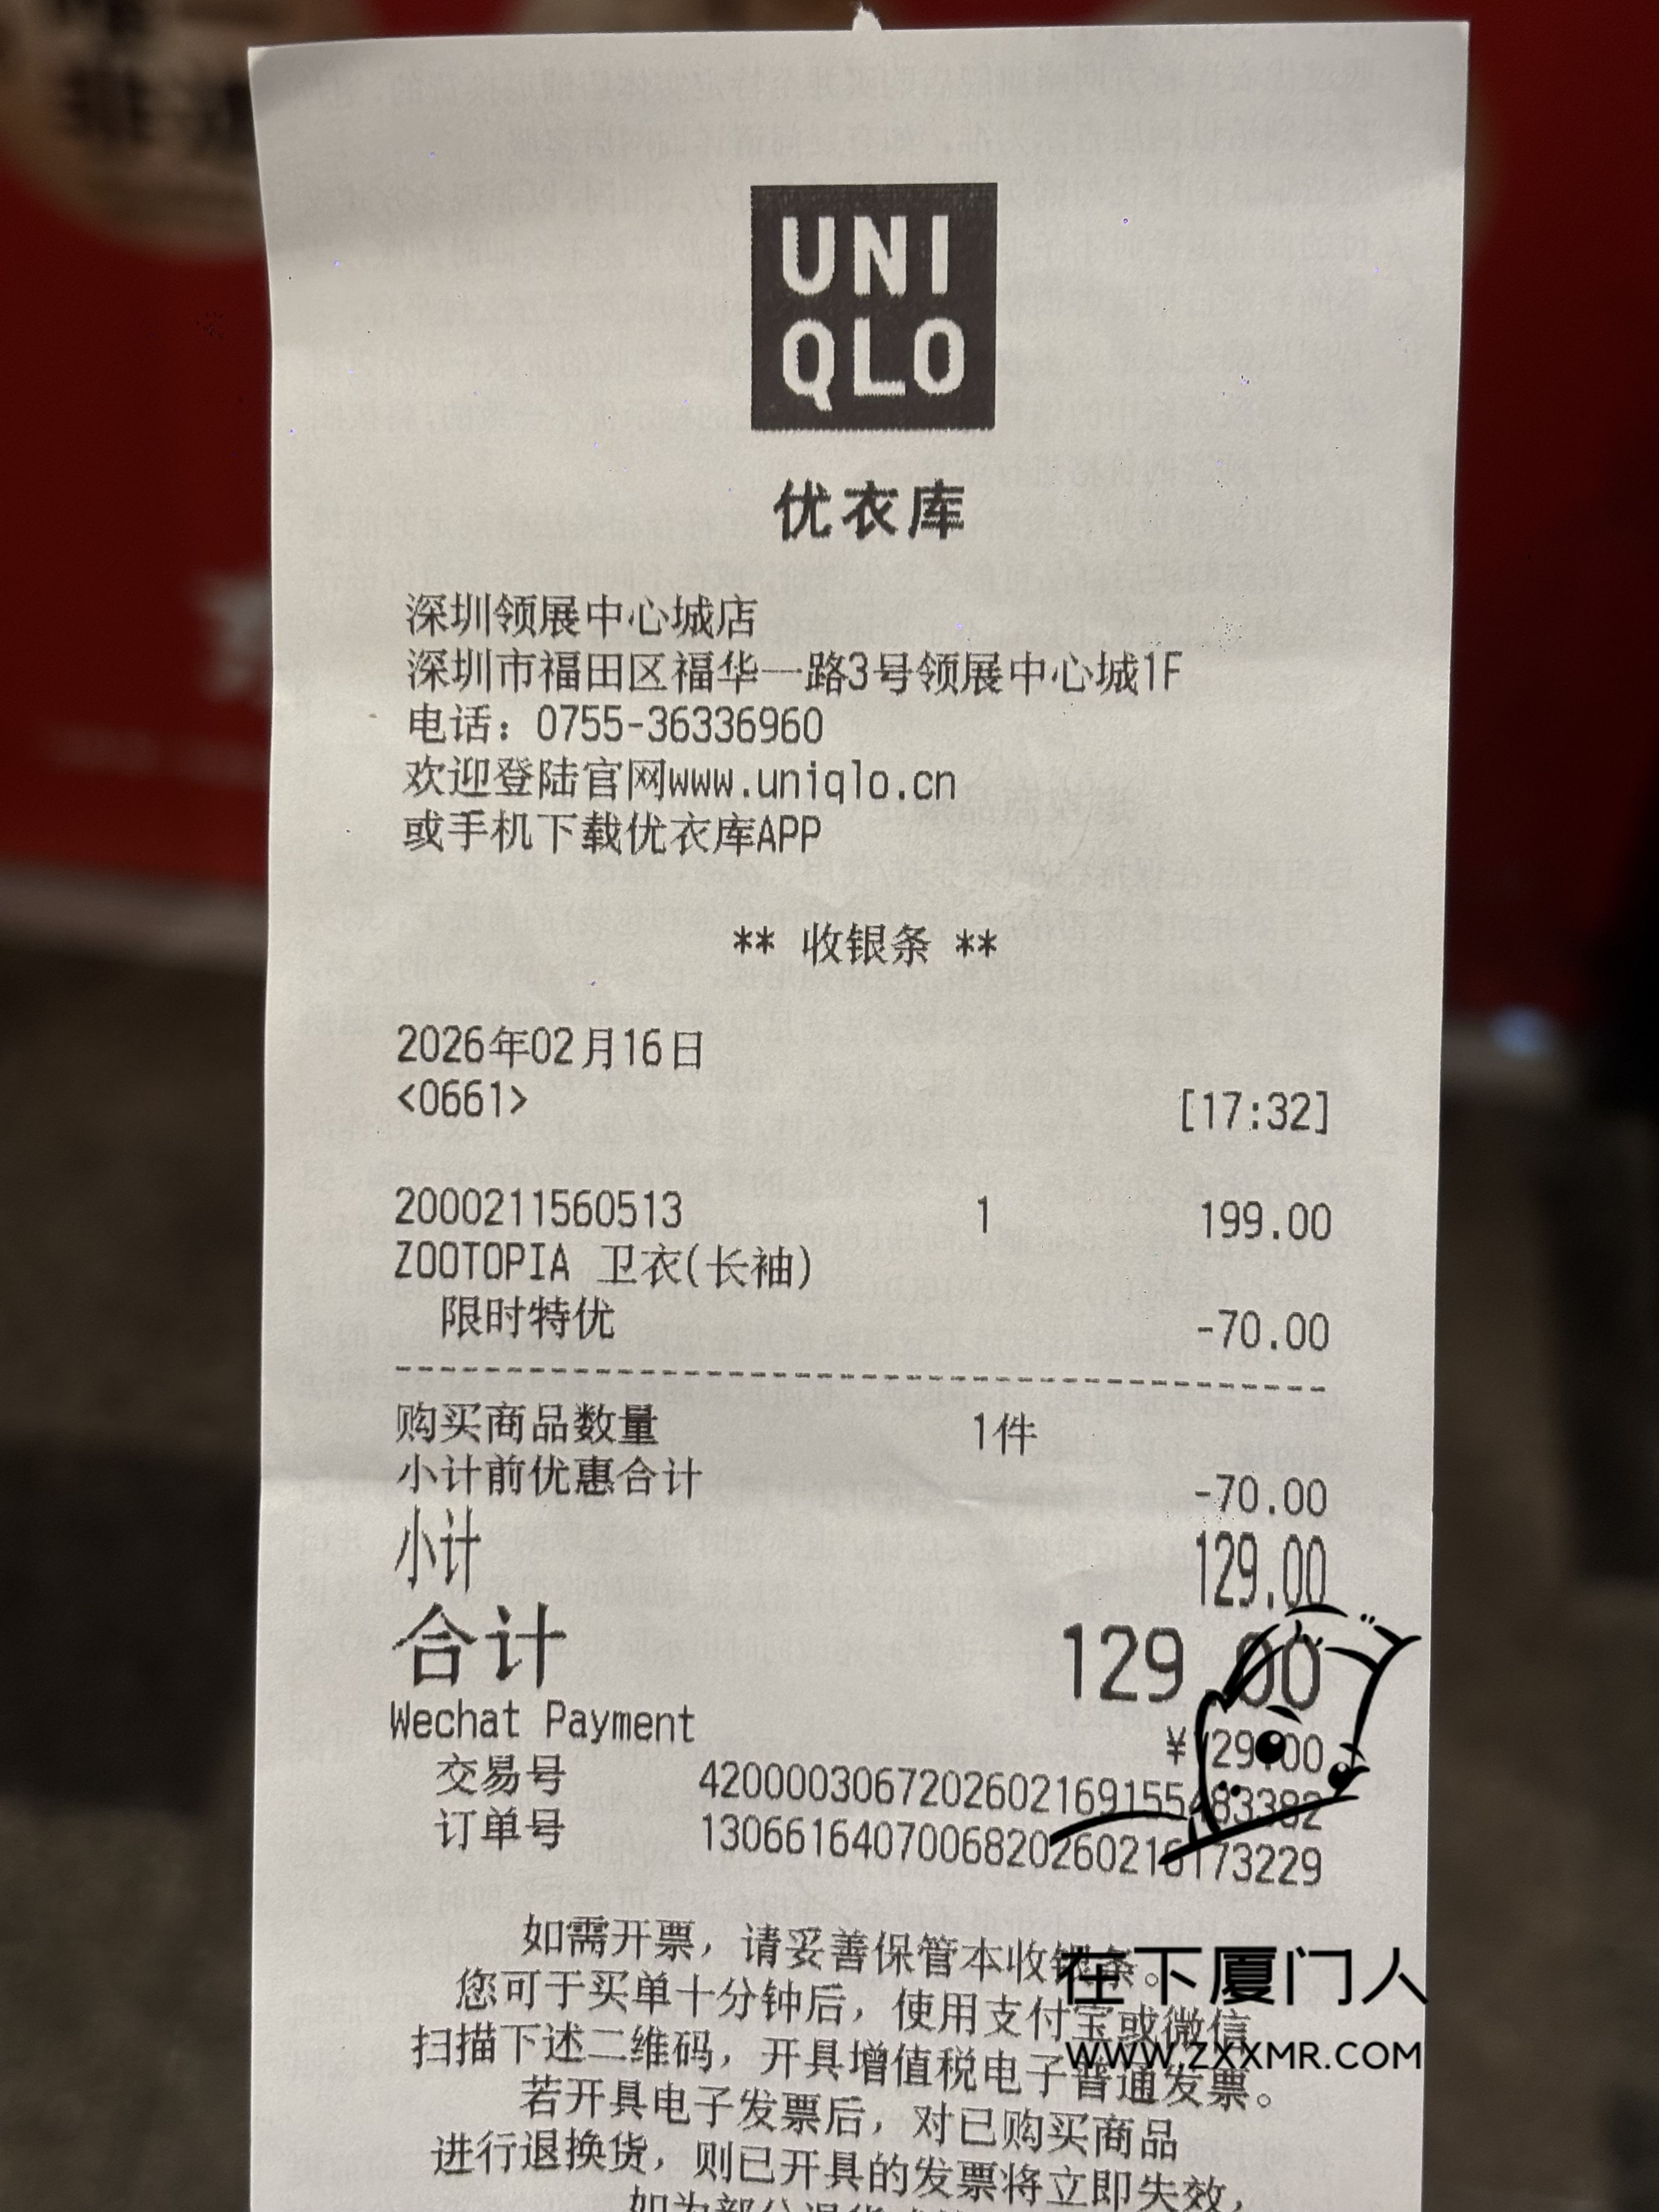 UNI
QLO
优衣库
深圳领展中心城店
深圳市福田区福华一路3号领展中心城1F
电话：0755-36336960
欢迎登陆官网www.uniqlo.cn
或手机下载优衣库APP
** 收银条 **
2026年02月16日
<0661> [17:32]
2000211560513 1 199.00
ZOOTOPIA 卫衣(长袖)
限时特优 -70.00
购买商品数量 1件
小计前优惠合计 -70.00
小计 129.00
合计 129.00
Wechat Payment ¥129.00
交易号 4200003067202602169155483382
订单号 1306616407006820260216173229
如需开票，请妥善保管本收银条。
您可于买单十分钟后，使用支付宝或微信
扫描下述二维码，开具增值税电子普通发票。
若开具电子发票后，对已购买商品
进行退换货，则已开具的发票将立即失效，
在下厦门人
WWW.ZXXMR.COM